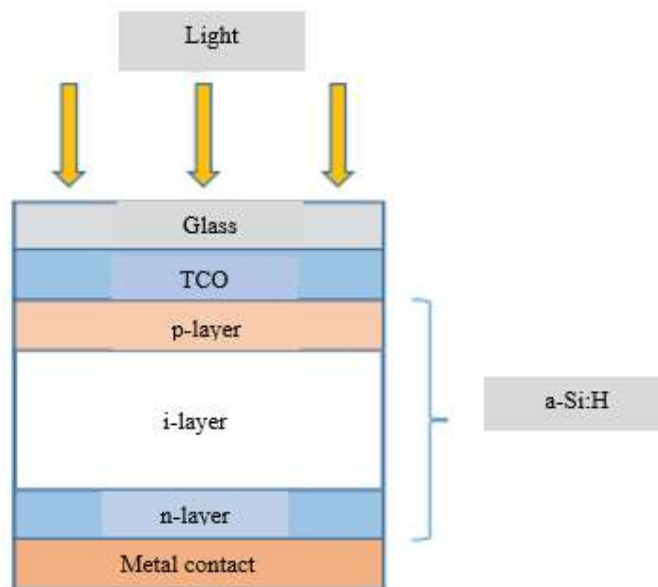 Light
Glass
TCO
p-layer
i-layer
a-Si:H
n-layer
Metal contact